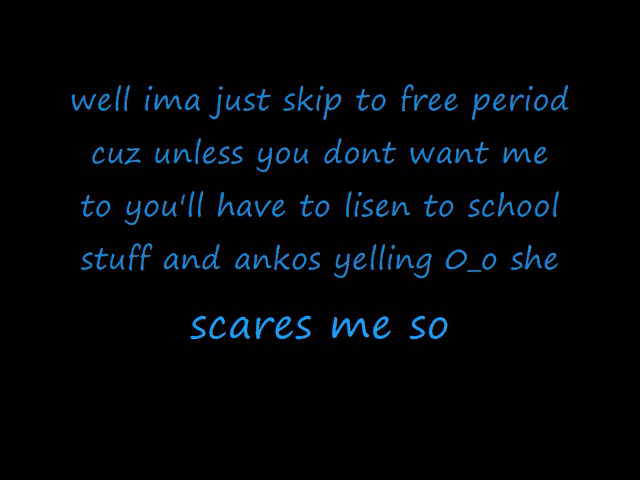 well ima just skip to free period
cuz unless you dont want me
to you'll have to lisen to school
stuff and ankos yelling O_o she
scares me so